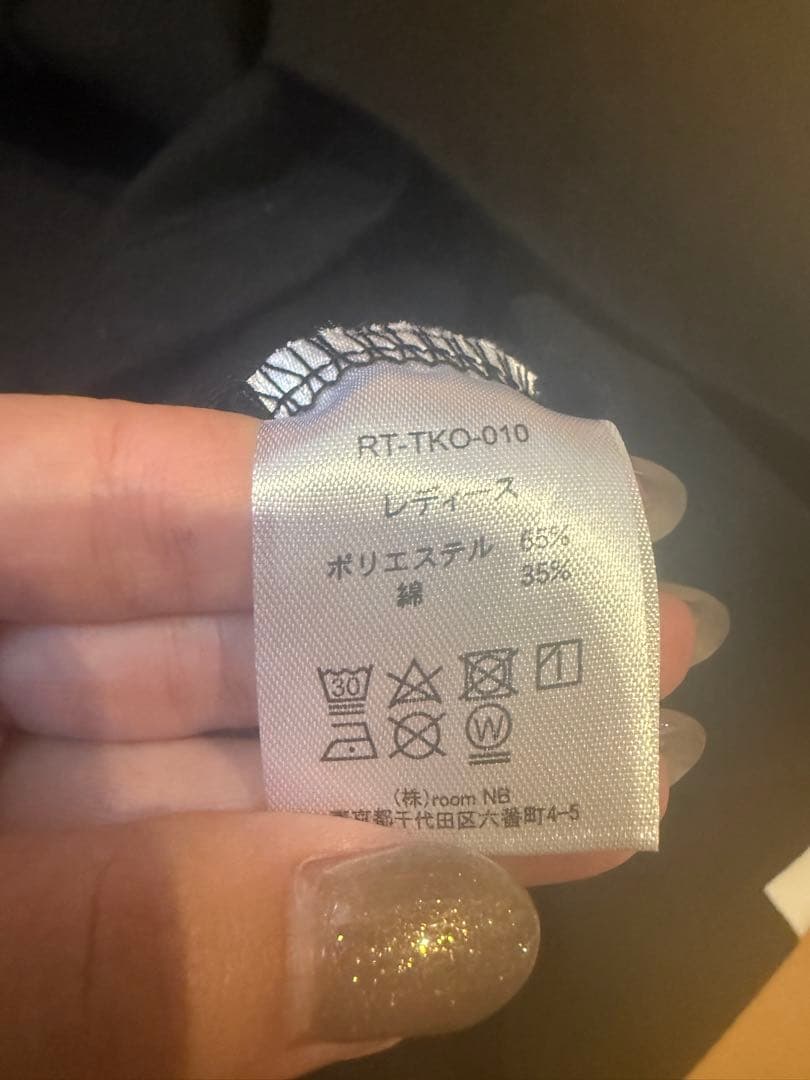 RT-TKO-010
レディース
ポリエステル 65%
綿 35%
30
W
(株)room NB
東京都千代田区六番町4-5